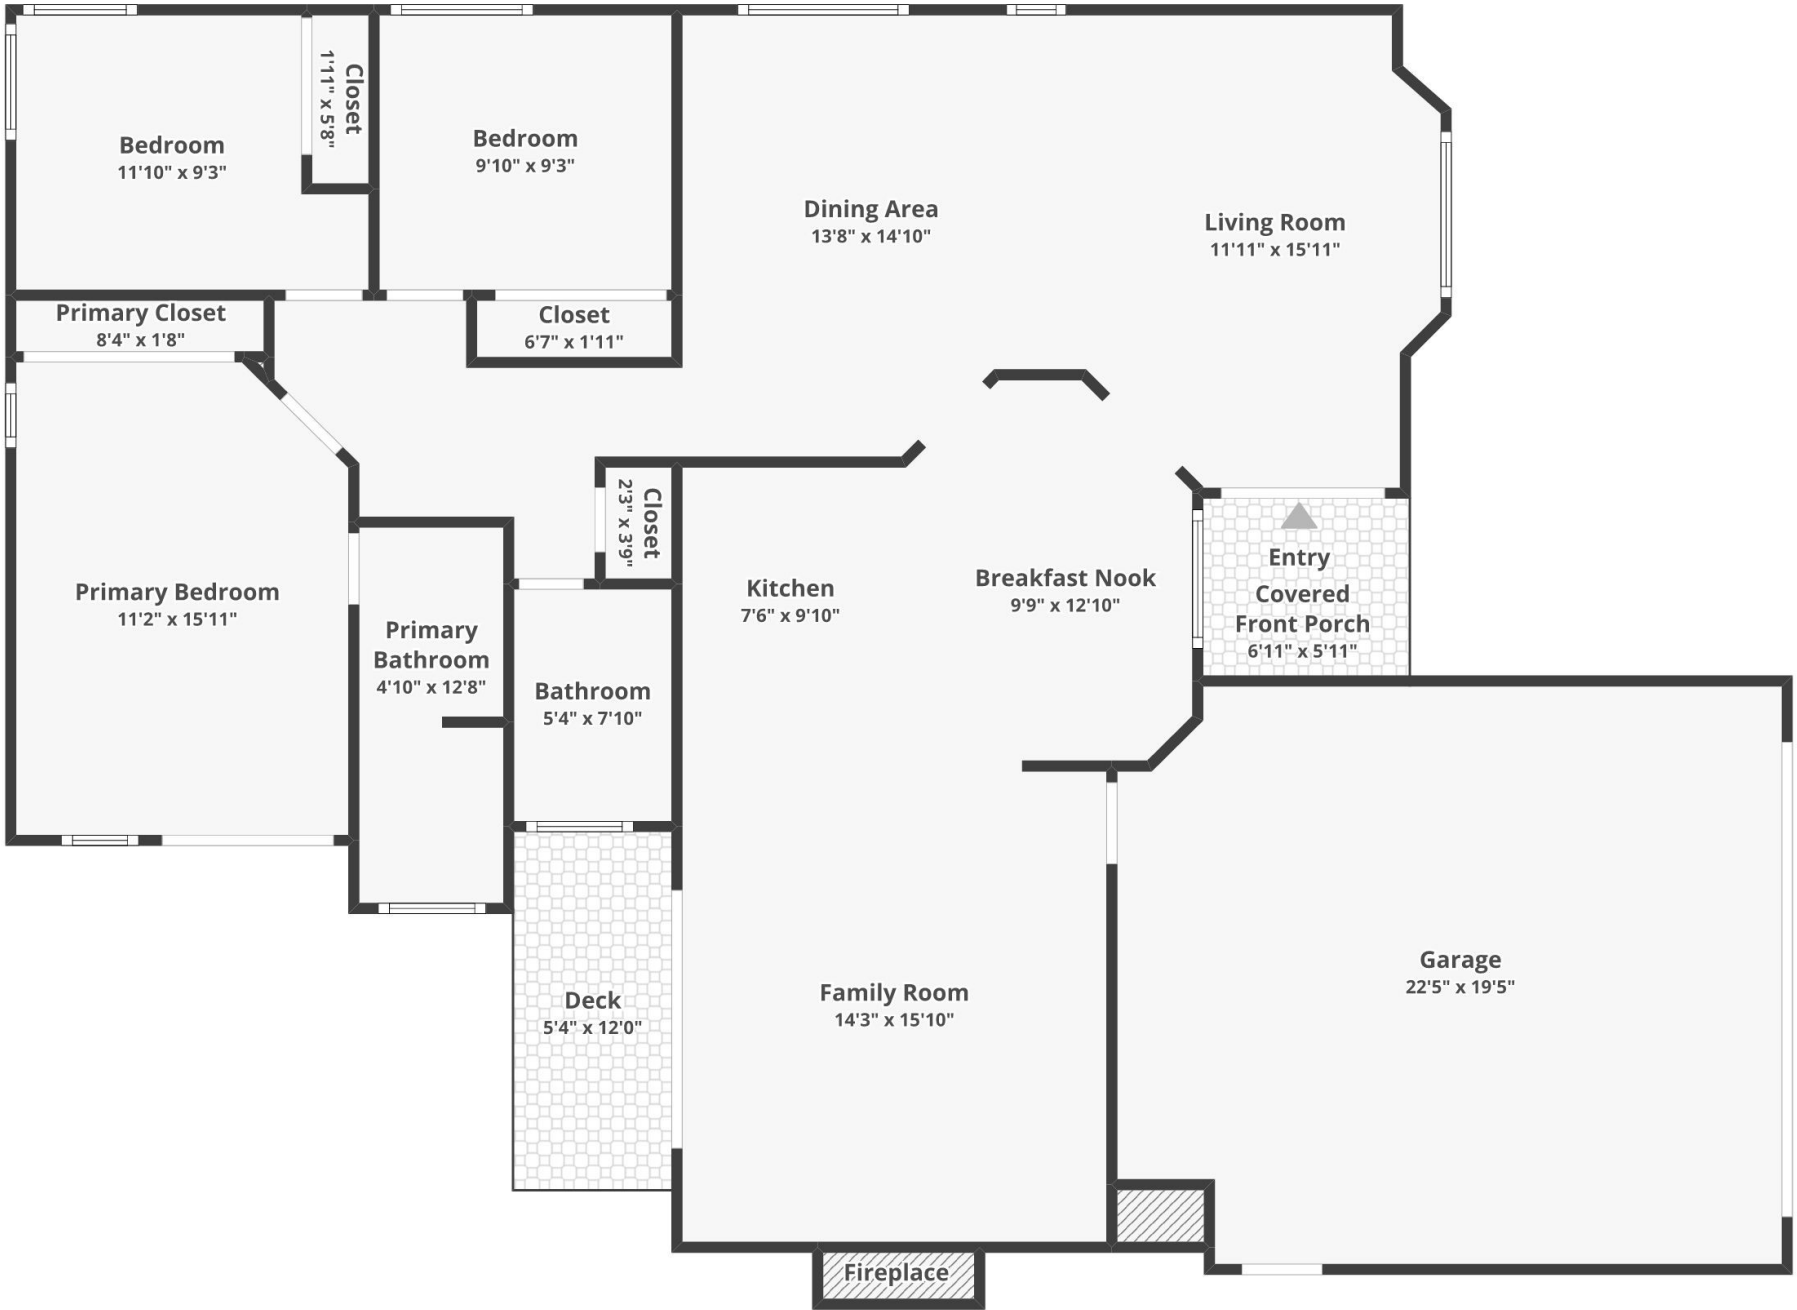 Bedroom
11'10" x 9'3"
Closet
1'11" x 5'8"
Bedroom
9'10" x 9'3"
Dining Area
13'8" x 14'10"
Living Room
11'11" x 15'11"
Primary Closet
8'4" x 1'8"
Closet
6'7" x 1'11"
Closet
2'3" x 3'9"
Primary Bedroom
11'2" x 15'11"
Primary
Bathroom
4'10" x 12'8"
Bathroom
5'4" x 7'10"
Kitchen
7'6" x 9'10"
Breakfast Nook
9'9" x 12'10"
Entry
Covered
Front Porch
6'11" x 5'11"
Deck
5'4" x 12'0"
Family Room
14'3" x 15'10"
Garage
22'5" x 19'5"
Fireplace